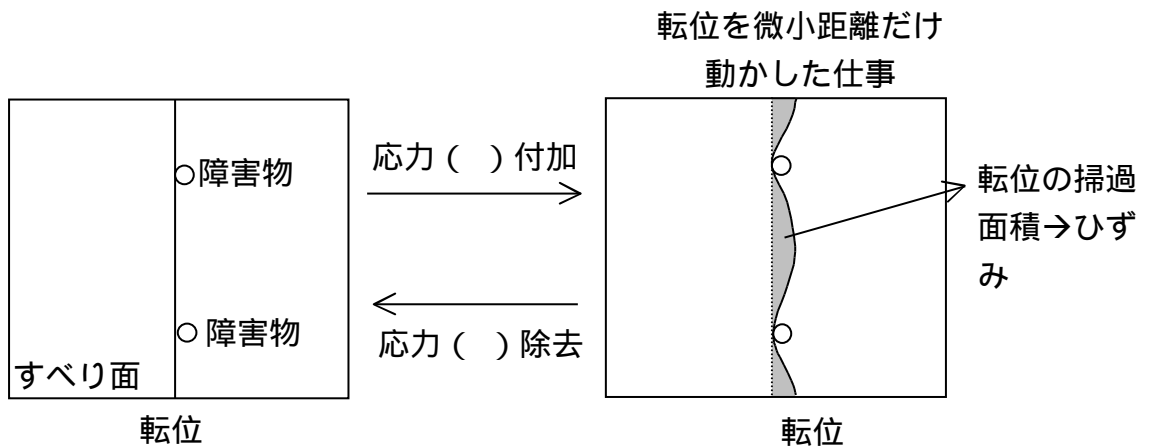 転位を微小距離だけ
動かした仕事
障害物
障害物
すべり面
転位
応力（　）付加
応力（　）除去
転位の掃過
面積→ひず
み
転位